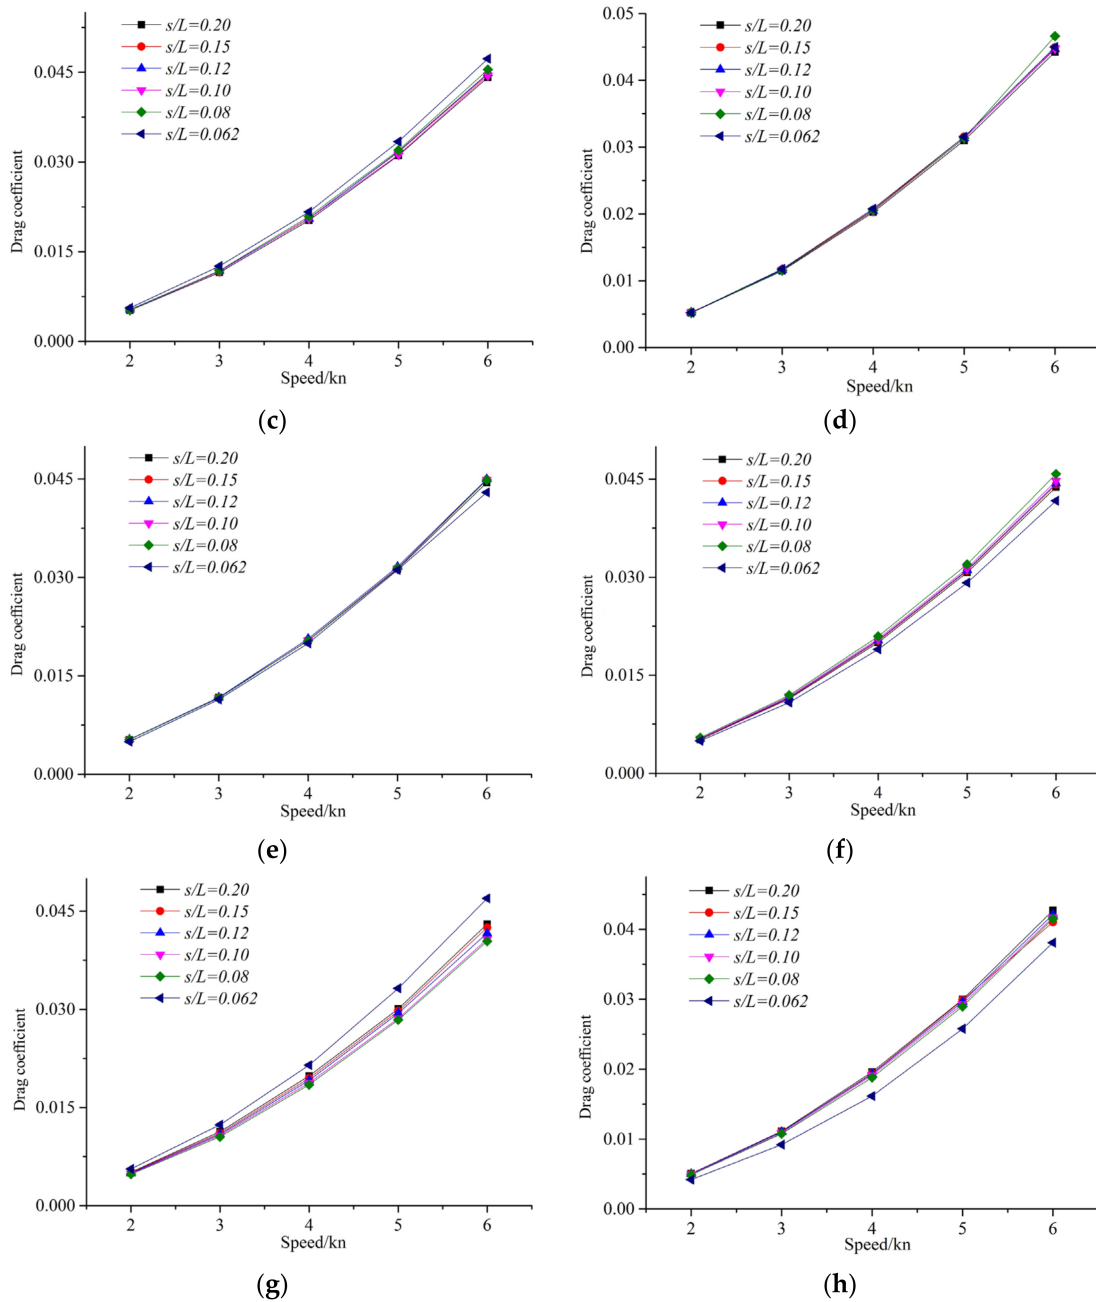 s/L=0.20
s/L=0.15
s/L=0.12
s/L=0.10
s/L=0.08
s/L=0.062
0.045
0.030
0.015
0.000
Drag coefficient
2 3 4 5 6
Speed/kn
(c)
s/L=0.20
s/L=0.15
s/L=0.12
s/L=0.10
s/L=0.08
s/L=0.062
0.05
0.04
0.03
0.02
0.01
0.00
Drag coefficient
2 3 4 5 6
Speed/kn
(d)
s/L=0.20
s/L=0.15
s/L=0.12
s/L=0.10
s/L=0.08
s/L=0.062
0.045
0.030
0.015
0.000
Drag coefficient
2 3 4 5 6
Speed/kn
(e)
s/L=0.20
s/L=0.15
s/L=0.12
s/L=0.10
s/L=0.08
s/L=0.062
0.045
0.030
0.015
0.000
Drag coefficient
2 3 4 5 6
Speed/kn
(f)
s/L=0.20
s/L=0.15
s/L=0.12
s/L=0.10
s/L=0.08
s/L=0.062
0.045
0.030
0.015
0.000
Drag coefficient
2 3 4 5 6
Speed/kn
(g)
s/L=0.20
s/L=0.15
s/L=0.12
s/L=0.10
s/L=0.08
s/L=0.062
0.04
0.03
0.02
0.01
0.00
Drag coefficient
2 3 4 5 6
Speed/kn
(h)